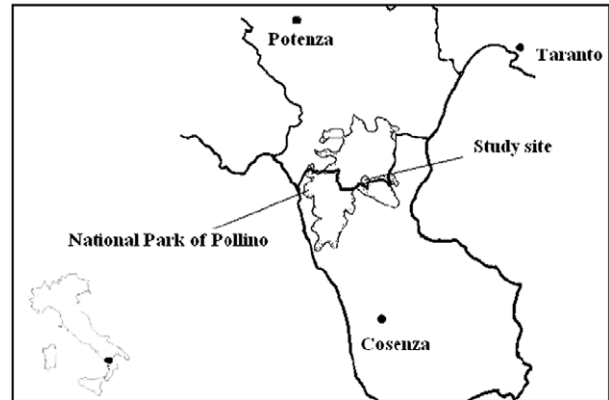 Potenza
Taranto
Study site
National Park of Pollino
Cosenza